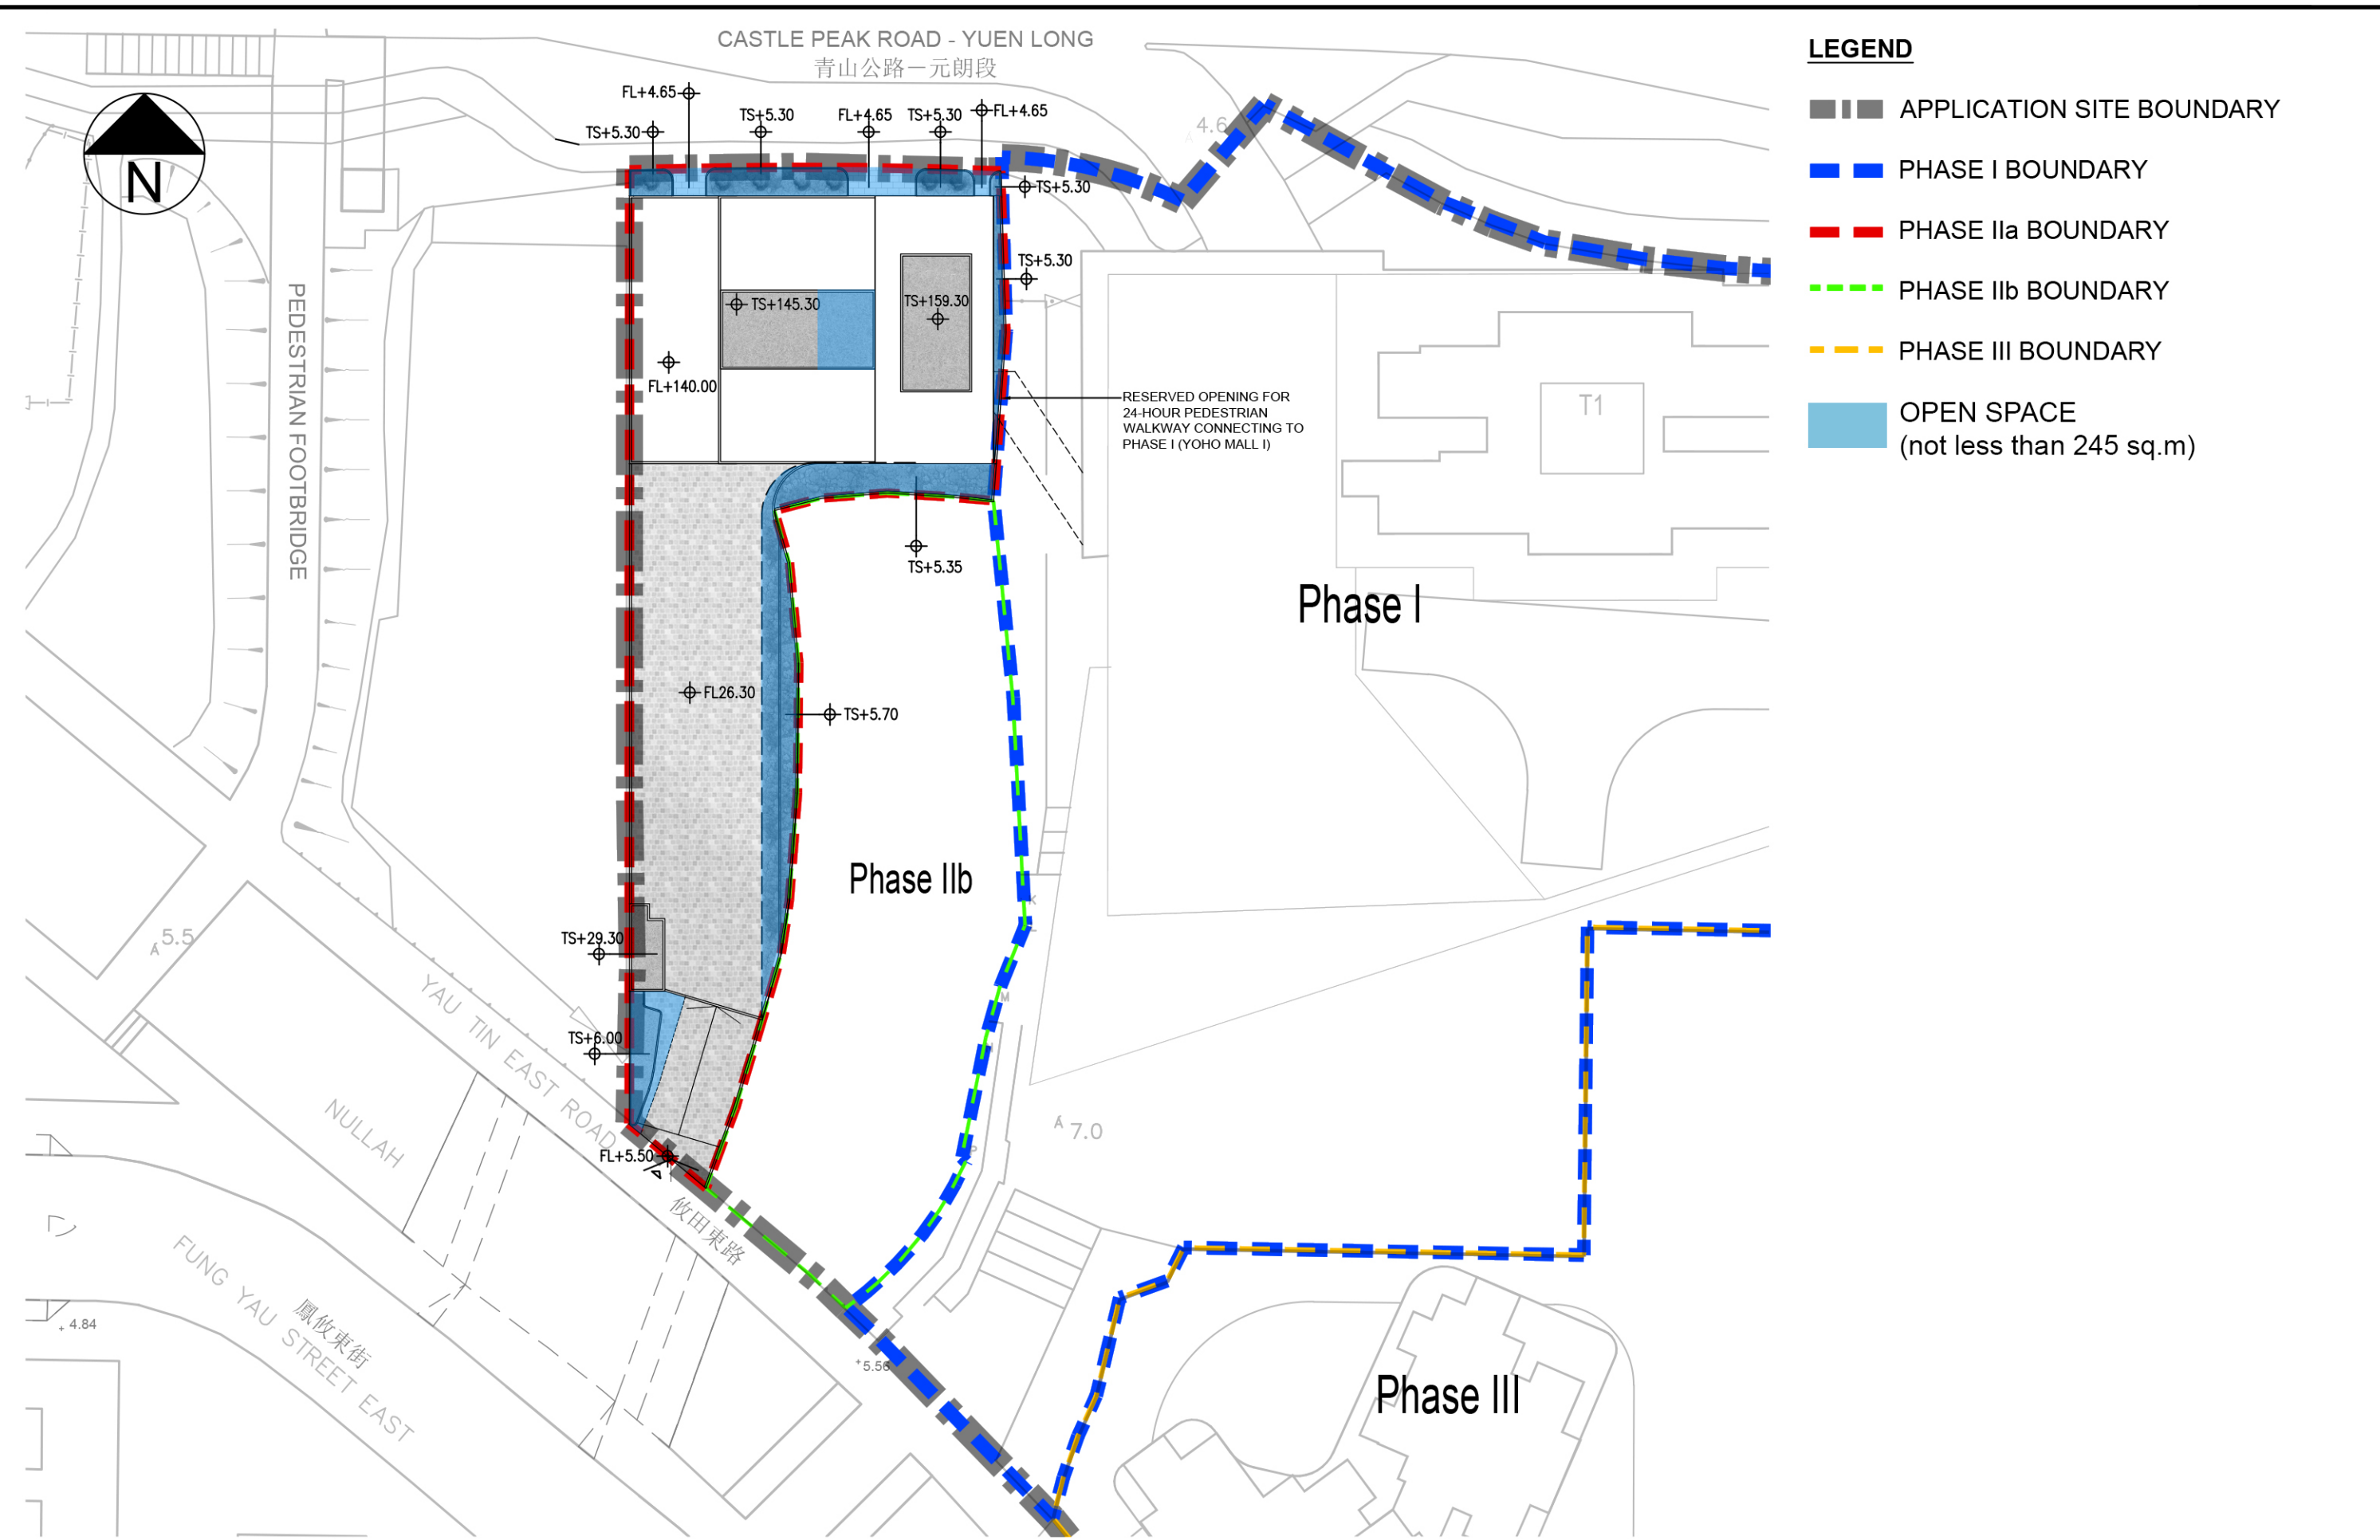 CASTLE PEAK ROAD - YUEN LONG
青山公路－元朗段
LEGEND
APPLICATION SITE BOUNDARY
PHASE I BOUNDARY
PHASE IIa BOUNDARY
PHASE IIb BOUNDARY
PHASE III BOUNDARY
OPEN SPACE
(not less than 245 sq.m)
N
FL+4.65
TS+5.30
TS+5.30
FL+4.65
TS+5.30
FL+4.65
4.6
TS+5.30
TS+5.30
TS+145.30
TS+159.30
FL+140.00
RESERVED OPENING FOR
24-HOUR PEDESTRIAN
WALKWAY CONNECTING TO
PHASE I (YOHO MALL I)
T1
PEDESTRIAN FOOTBRIDGE
TS+5.35
Phase I
FL26.30
TS+5.70
Phase IIb
TS+29.30
5.5
YAU TIN EAST ROAD
攸田東路
TS+6.00
FL+5.50
7.0
NULLAH
FUNG YAU STREET EAST
鳳攸東街
4.84
5.56
Phase III
K
M